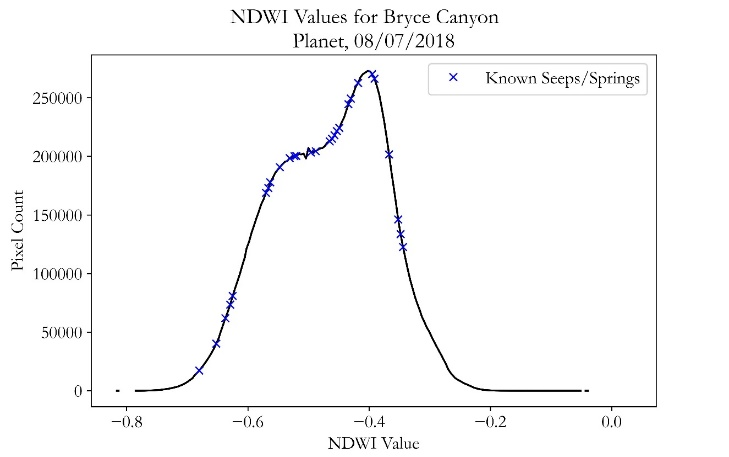 NDWI Values for Bryce Canyon
Planet, 08/07/2018
Known Seeps/Springs
Pixel Count
250000
200000
150000
100000
50000
0
−0.8 −0.6 −0.4 −0.2 0.0
NDWI Value